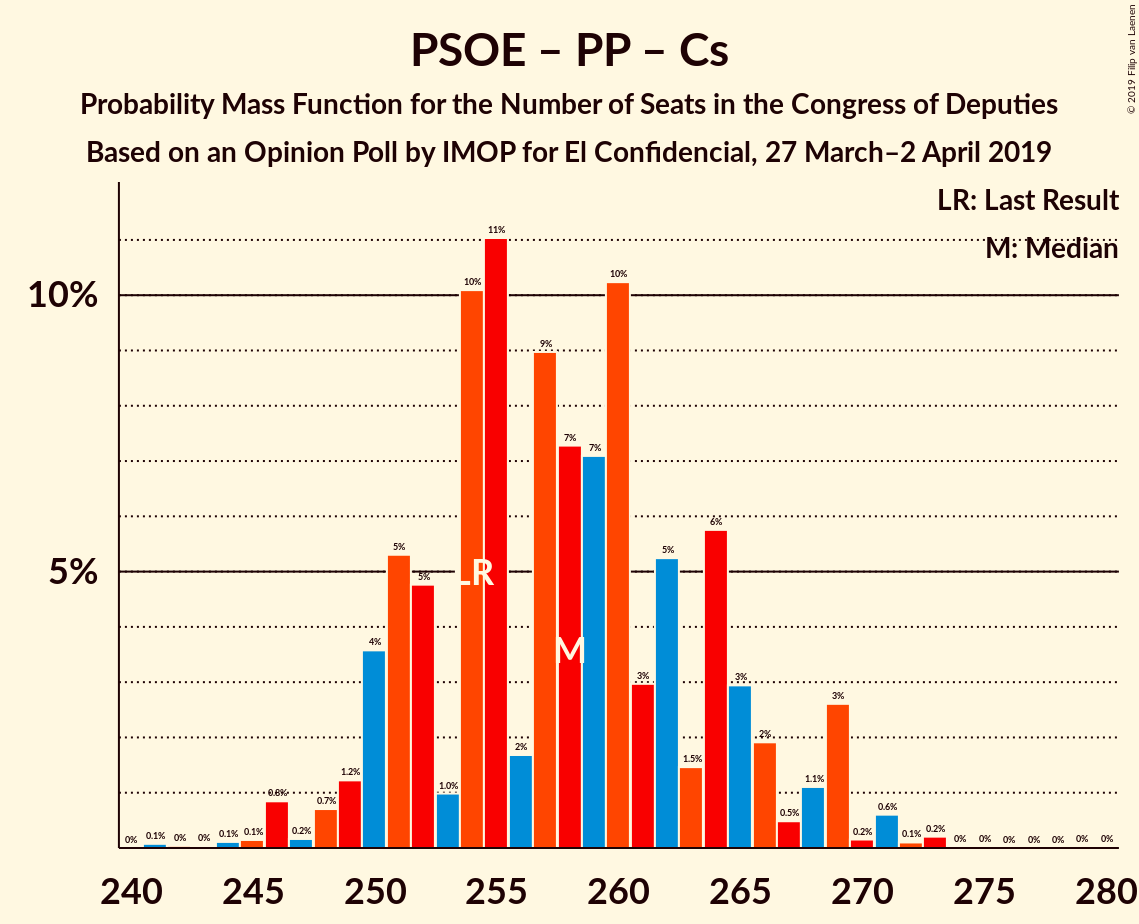 © 2019 Filip van Laenen
PSOE – PP – Cs
Probability Mass Function for the Number of Seats in the Congress of Deputies
Based on an Opinion Poll by IMOP for El Confidencial, 27 March–2 April 2019
LR: Last Result
M: Median
10%
5%
0% 0.1% 0% 0% 0.1% 0.1% 0.8% 0.2% 0.7% 1.2% 4% 5% 5% 1.0% 10% 11% 2% 9% 7% 7% 10% 3% 5% 1.5% 6% 3% 2% 0.5% 1.1% 3% 0.2% 0.6% 0.1% 0.2% 0% 0% 0% 0% 0% 0% 0%
LR
M
240 245 250 255 260 265 270 275 280